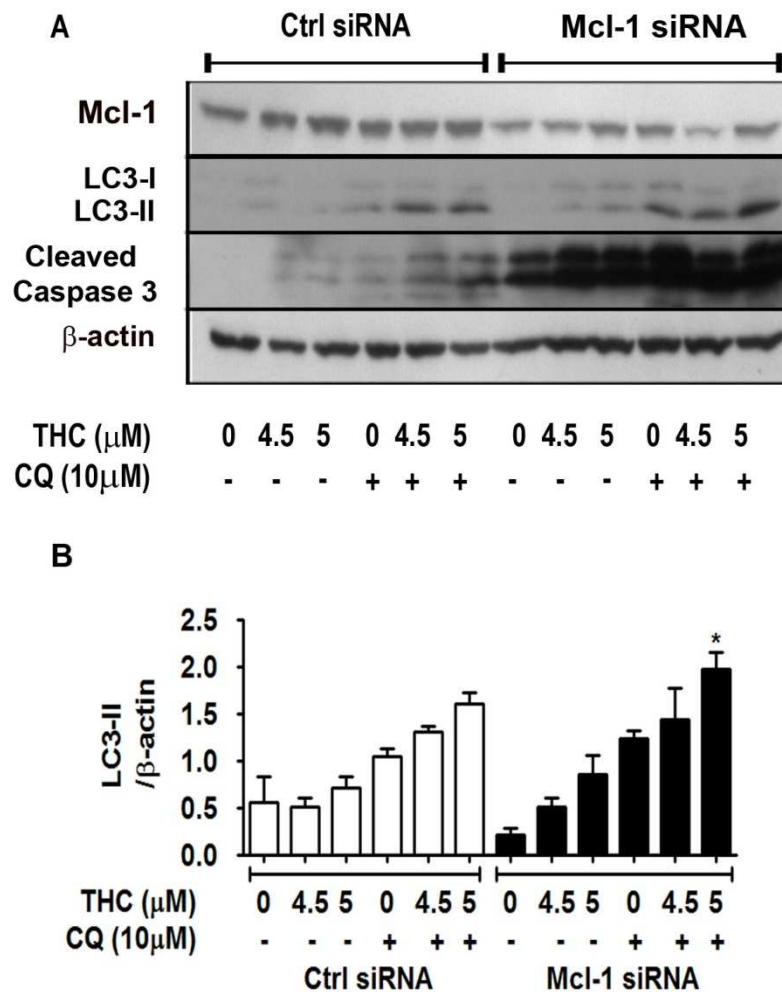 A
Ctrl siRNA Mcl-1 siRNA
Mcl-1
LC3-I
LC3-II
Cleaved
Caspase 3
β-actin
THC (μM) 0 4.5 5 0 4.5 5 0 4.5 5 0 4.5 5
CQ (10μM) - - - + + + - - - + + +
B
2.5
2.0
1.5
1.0
0.5
0.0
LC3-II
/β-actin
*
THC (μM) 0 4.5 5 0 4.5 5 0 4.5 5 0 4.5 5
CQ (10μM) - - - + + + - - - + + +
Ctrl siRNA Mcl-1 siRNA